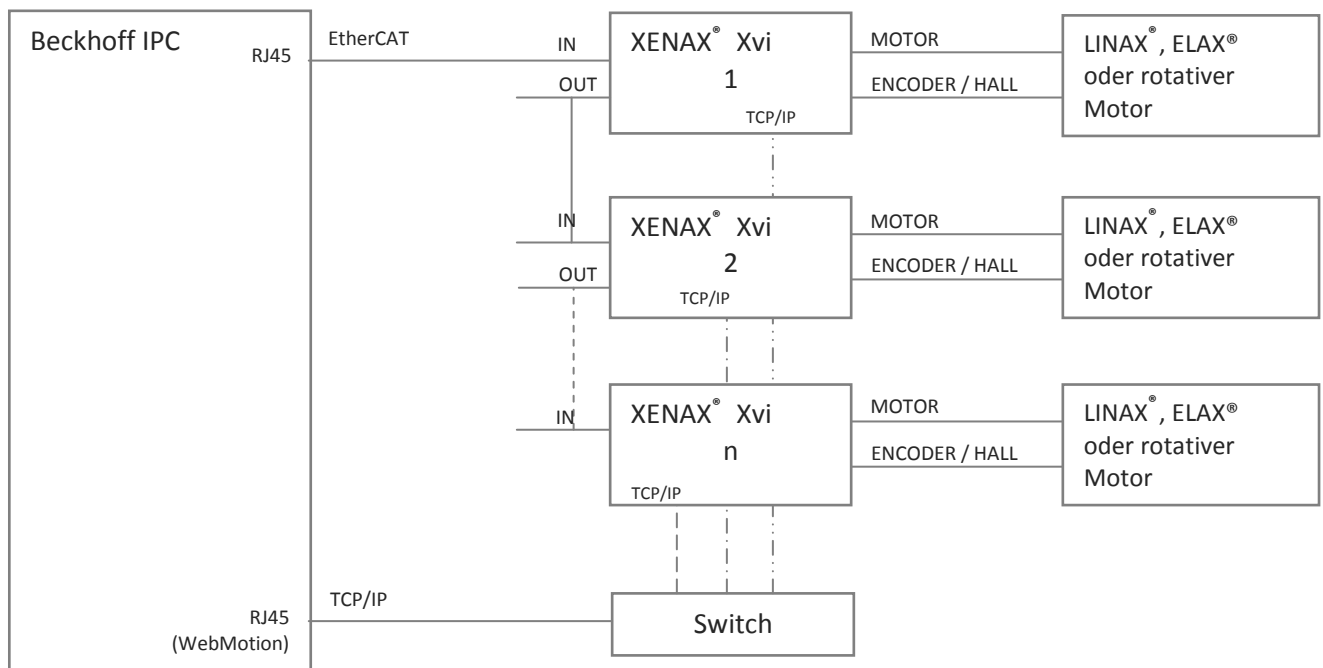 Beckhoff IPC
RJ45
EtherCAT
IN
OUT
XENAX® Xvi
1
TCP/IP
MOTOR
ENCODER / HALL
LINAX®, ELAX®
oder rotativer
Motor
IN
OUT
XENAX® Xvi
2
TCP/IP
MOTOR
ENCODER / HALL
LINAX®, ELAX®
oder rotativer
Motor
IN
XENAX® Xvi
n
TCP/IP
MOTOR
ENCODER / HALL
LINAX®, ELAX®
oder rotativer
Motor
RJ45
(WebMotion)
TCP/IP
Switch